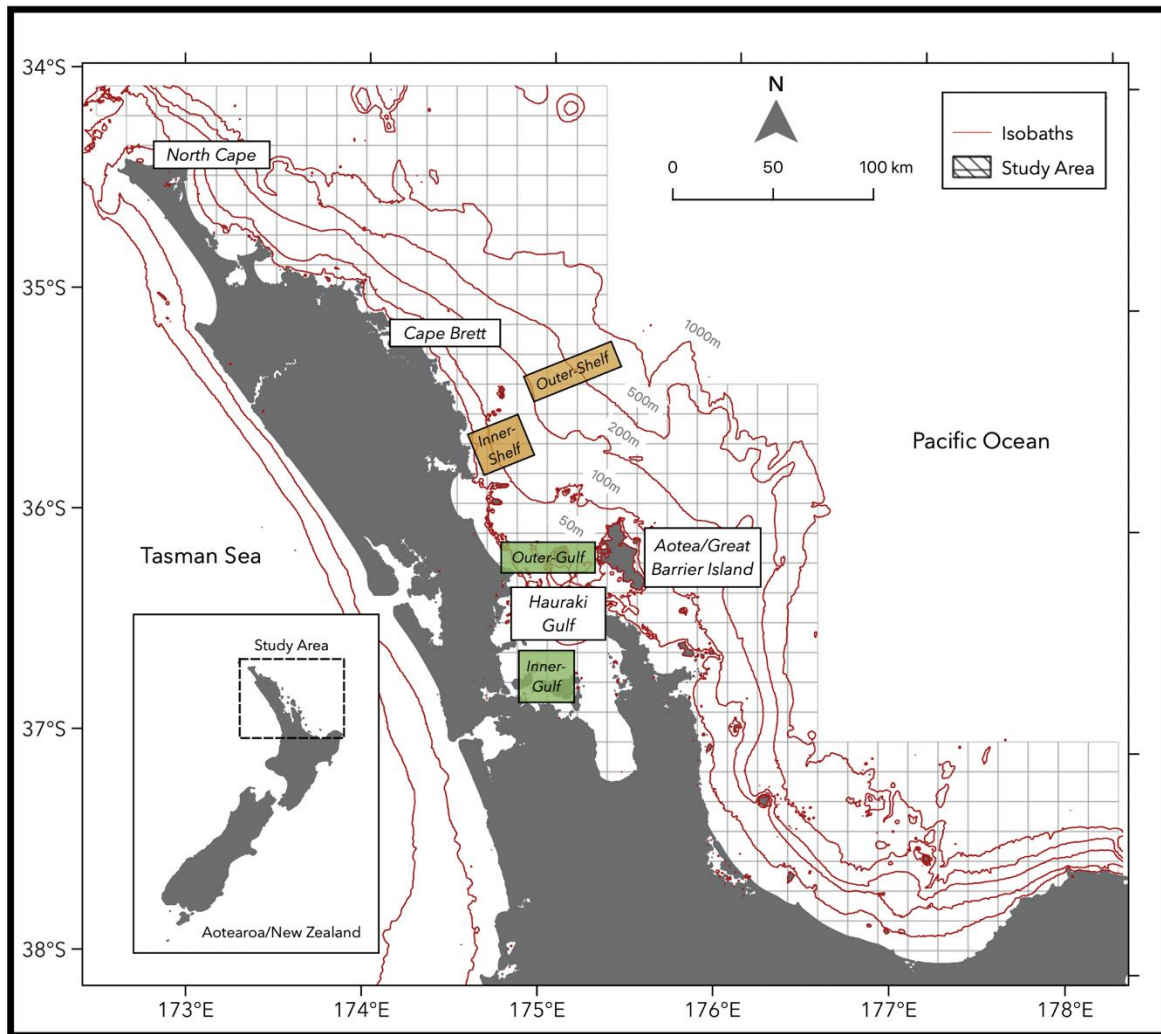 34°S
35°S
36°S
37°S
38°S
173°E
174°E
175°E
176°E
177°E
178°E
N
0 50 100 km
Isobaths
Study Area
North Cape
Cape Brett
Outer-Shelf
Inner-
Shelf
1000m
500m
200m
100m
50m
Pacific Ocean
Tasman Sea
Outer-Gulf
Aotea/Great
Barrier Island
Hauraki
Gulf
Inner-
Gulf
Study Area
Aotearoa/New Zealand